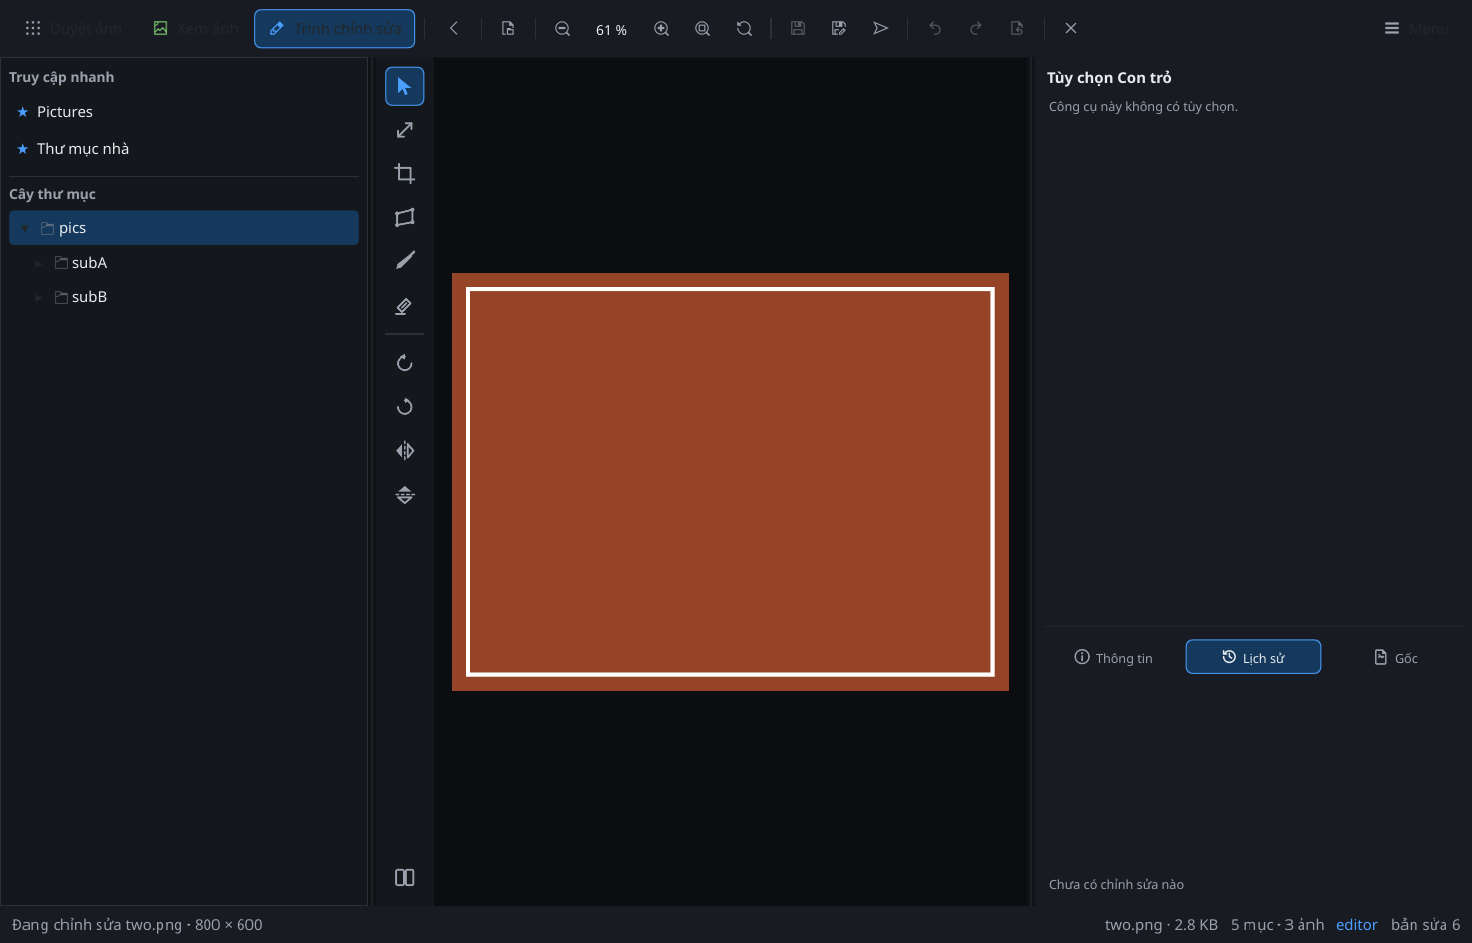 Duyệt ảnh Xem ảnh Trình chỉnh sửa 61 % Menu
Truy cập nhanh
Pictures
Thư mục nhà
Cây thư mục
pics
subA
subB
Tùy chọn Con trỏ
Công cụ này không có tùy chọn.
Thông tin Lịch sử Gốc
Chưa có chỉnh sửa nào
Đang chỉnh sửa two.png · 800 × 600
two.png · 2.8 KB 5 mục · 3 ảnh editor bản sửa 6